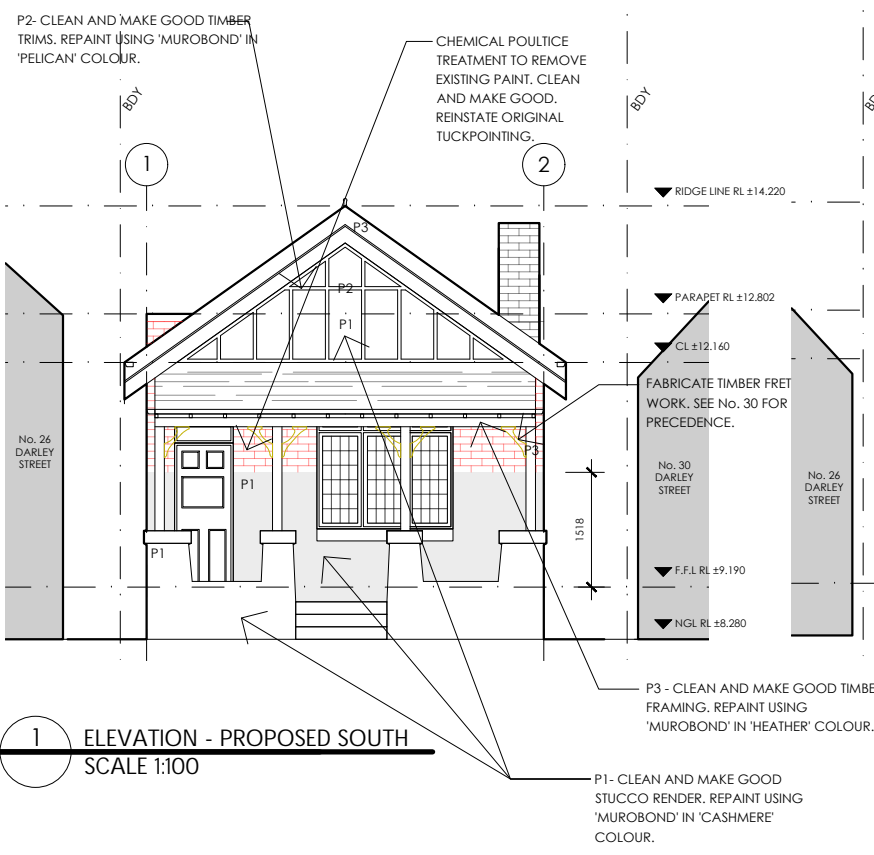 P2- CLEAN AND MAKE GOOD TIMBER
TRIMS. REPAINT USING 'MUROBOND' IN
'PELICAN' COLOUR.
CHEMICAL POULTICE
TREATMENT TO REMOVE
EXISTING PAINT. CLEAN
AND MAKE GOOD.
REINSTATE ORIGINAL
TUCKPOINTING.
BDY
BDY
BDY
1
2
RIDGE LINE RL ±14.220
P3
P2
PARAPET RL ±12.802
P1
CL ±12.160
FABRICATE TIMBER FRET
WORK. SEE No. 30 FOR
PRECEDENCE.
No. 26
DARLEY
STREET
P3
No. 30
DARLEY
STREET
No. 26
DARLEY
STREET
P1
1518
P1
F.F.L RL ±9.190
NGL RL ±8.280
P3 - CLEAN AND MAKE GOOD TIMBE
FRAMING. REPAINT USING
'MUROBOND' IN 'HEATHER' COLOUR.
1
ELEVATION - PROPOSED SOUTH
SCALE 1:100
P1- CLEAN AND MAKE GOOD
STUCCO RENDER. REPAINT USING
'MUROBOND' IN 'CASHMERE'
COLOUR.